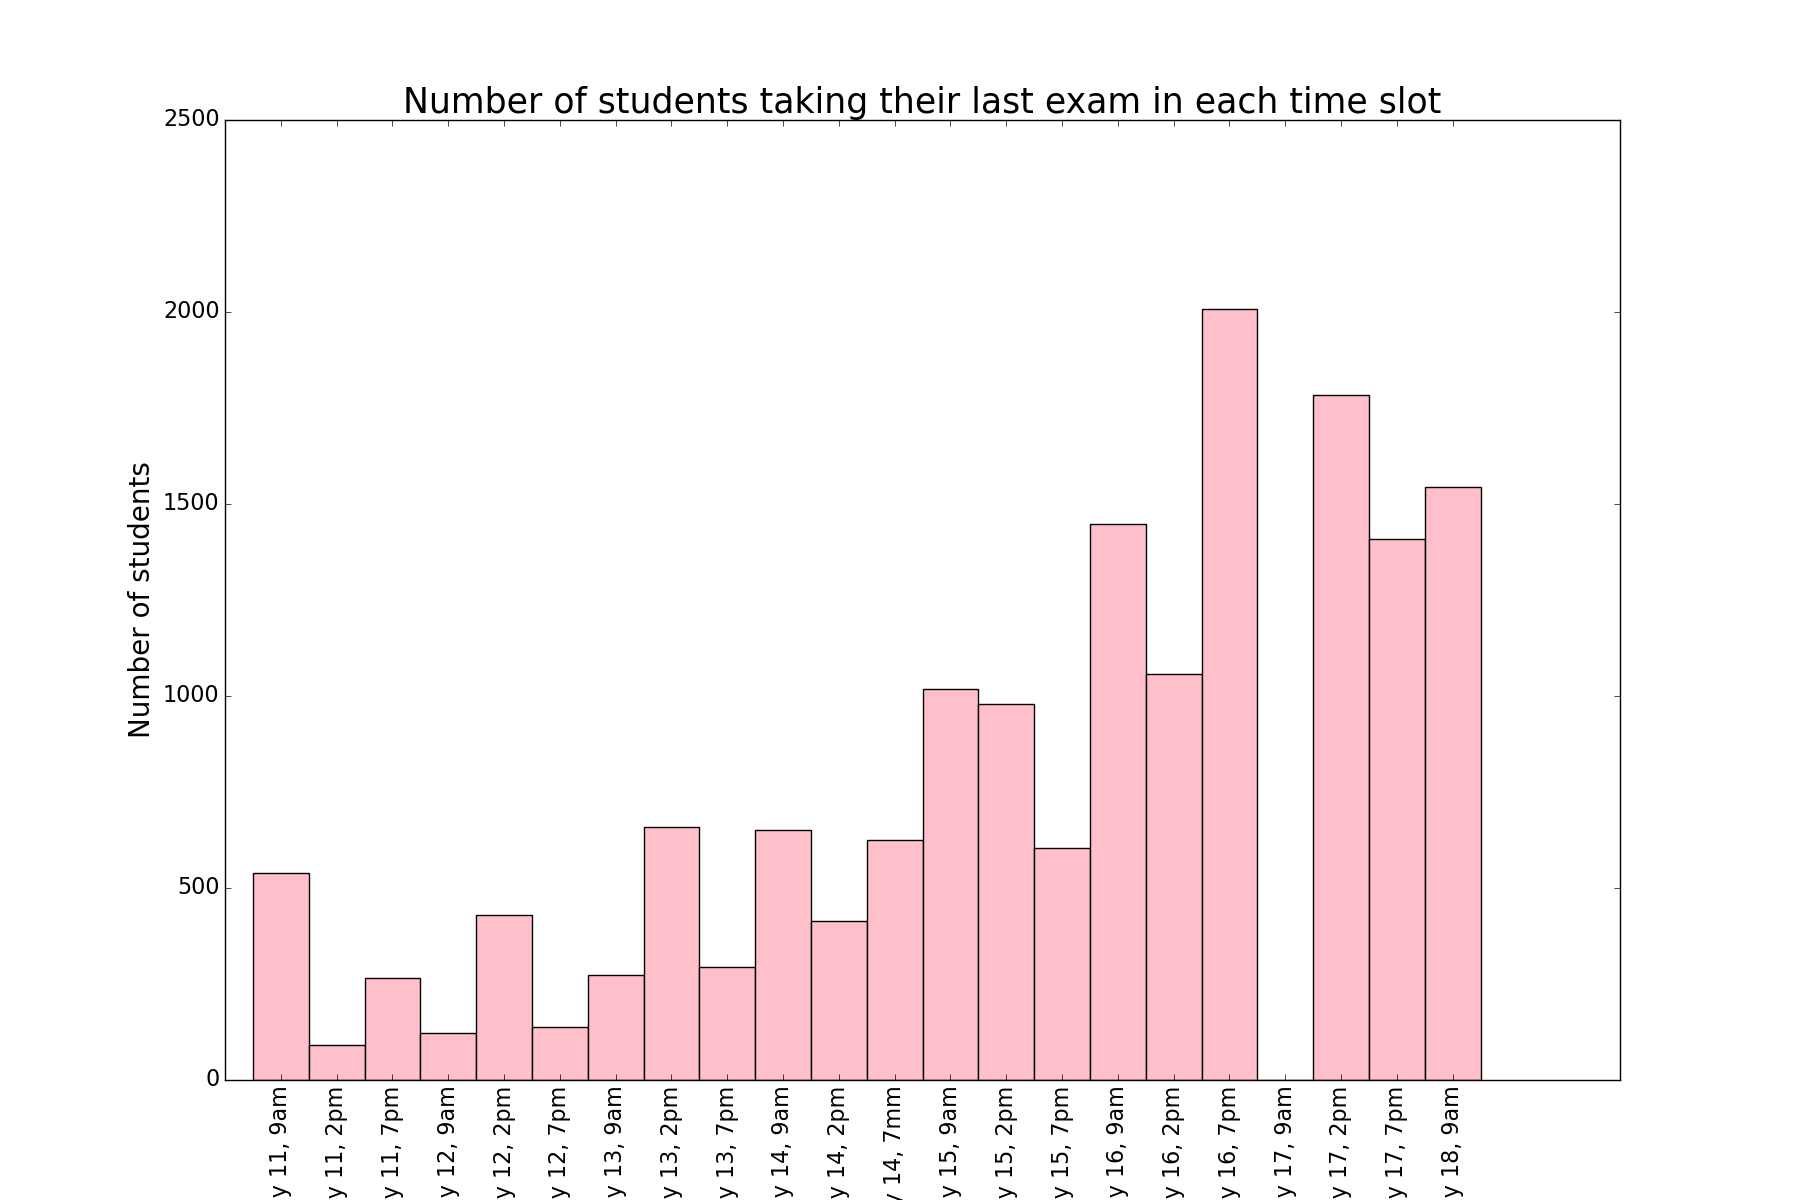 Number of students taking their last exam in each time slot
Number of students
2500
2000
1500
1000
500
0
y 11, 9am
y 11, 2pm
y 11, 7pm
y 12, 9am
y 12, 2pm
y 12, 7pm
y 13, 9am
y 13, 2pm
y 13, 7pm
y 14, 9am
y 14, 2pm
y 14, 7mm
y 15, 9am
y 15, 2pm
y 15, 7pm
y 16, 9am
y 16, 2pm
y 16, 7pm
y 17, 9am
y 17, 2pm
y 17, 7pm
y 18, 9am